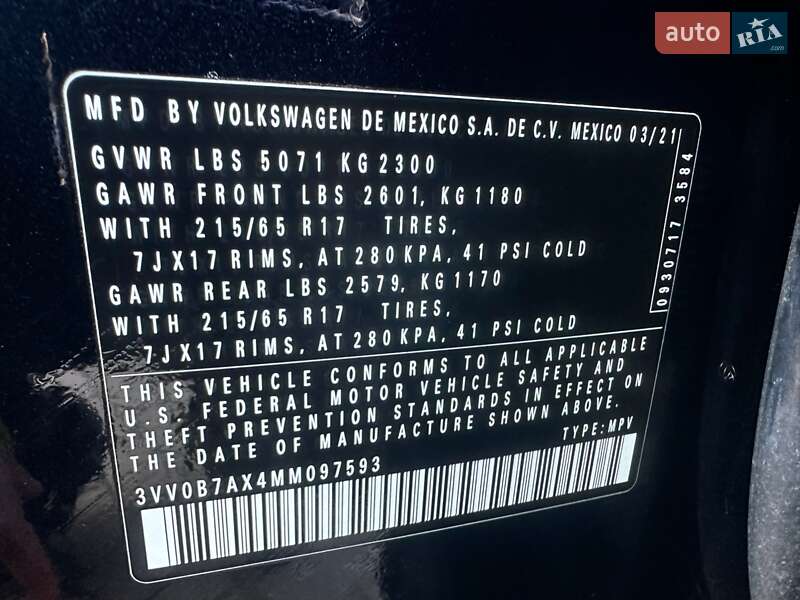 auto RIA .com
MFD BY VOLKSWAGEN DE MEXICO S.A. DE C.V. MEXICO 03/21
GVWR LBS 5071 KG 2300
GAWR FRONT LBS 2601, KG 1180
WITH 215/65 R17 TIRES,
7JX17 RIMS, AT 280 KPA, 41 PSI COLD
GAWR REAR LBS 2579, KG 1170
WITH 215/65 R17 TIRES,
7JX17 RIMS, AT 280 KPA, 41 PSI COLD
0930717 3584
THIS VEHICLE CONFORMS TO ALL APPLICABLE
U.S. FEDERAL MOTOR VEHICLE SAFETY AND
THEFT PREVENTION STANDARDS IN EFFECT ON
THE DATE OF MANUFACTURE SHOWN ABOVE.
TYPE: MPV
3VV0B7AX4MM097593